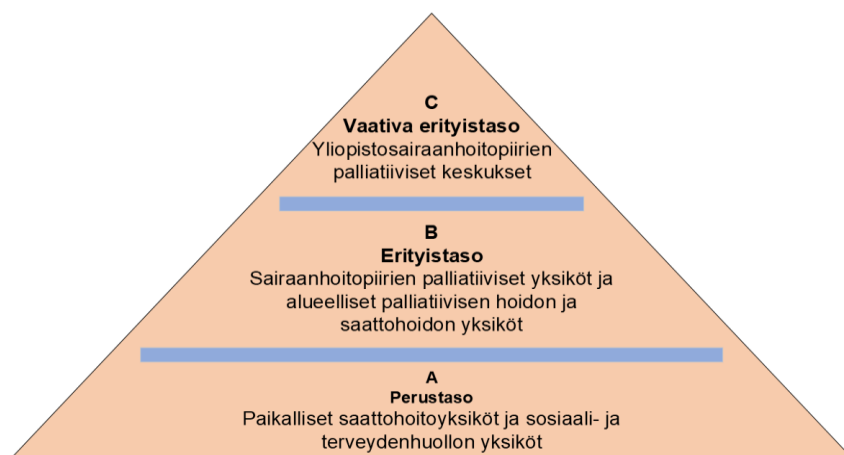 C
Vaativa erityistaso
Yliopistosairaanhoitopiirien
palliatiiviset keskukset
B
Erityistaso
Sairaanhoitopiirien palliatiiviset yksiköt ja
alueelliset palliatiivisen hoidon ja
saattohoidon yksiköt
A
Perustaso
Paikalliset saattohoitoyksiköt ja sosiaali- ja
terveydenhuollon yksiköt